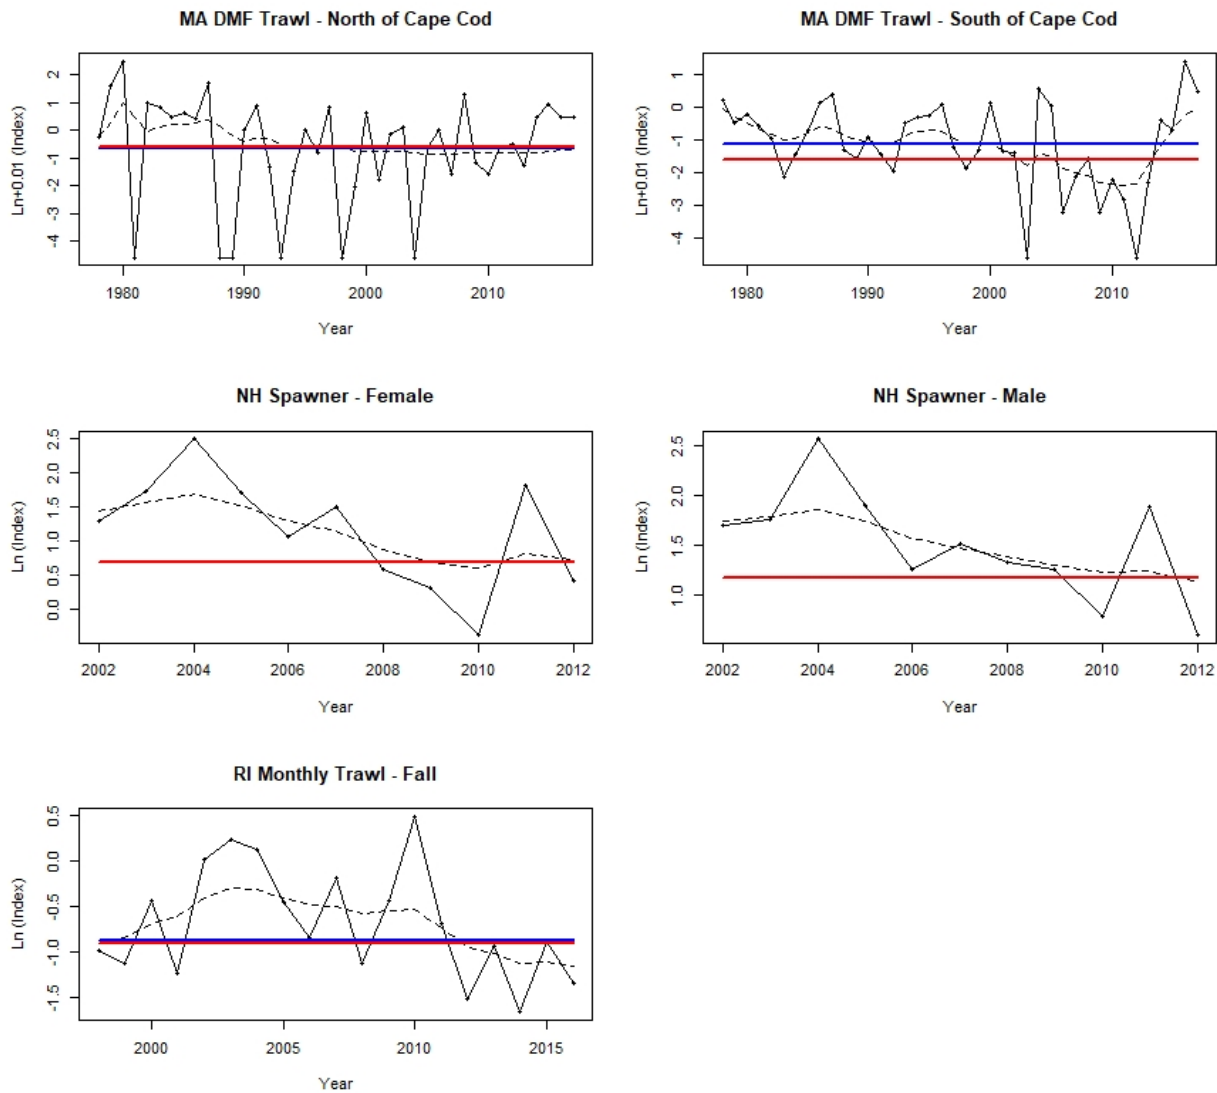 MA DMF Trawl - North of Cape Cod
Ln+0.01 (Index)
2
1
0
-1
-2
-3
-4
1980 1990 2000 2010
Year
MA DMF Trawl - South of Cape Cod
Ln+0.01 (Index)
1
0
-1
-2
-3
-4
1980 1990 2000 2010
Year
NH Spawner - Female
Ln (Index)
2.5
2.0
1.5
1.0
0.5
0.0
2002 2004 2006 2008 2010 2012
Year
NH Spawner - Male
Ln (Index)
2.5
2.0
1.5
1.0
2002 2004 2006 2008 2010 2012
Year
RI Monthly Trawl - Fall
Ln (Index)
0.5
0.0
-0.5
-1.0
-1.5
2000 2005 2010 2015
Year